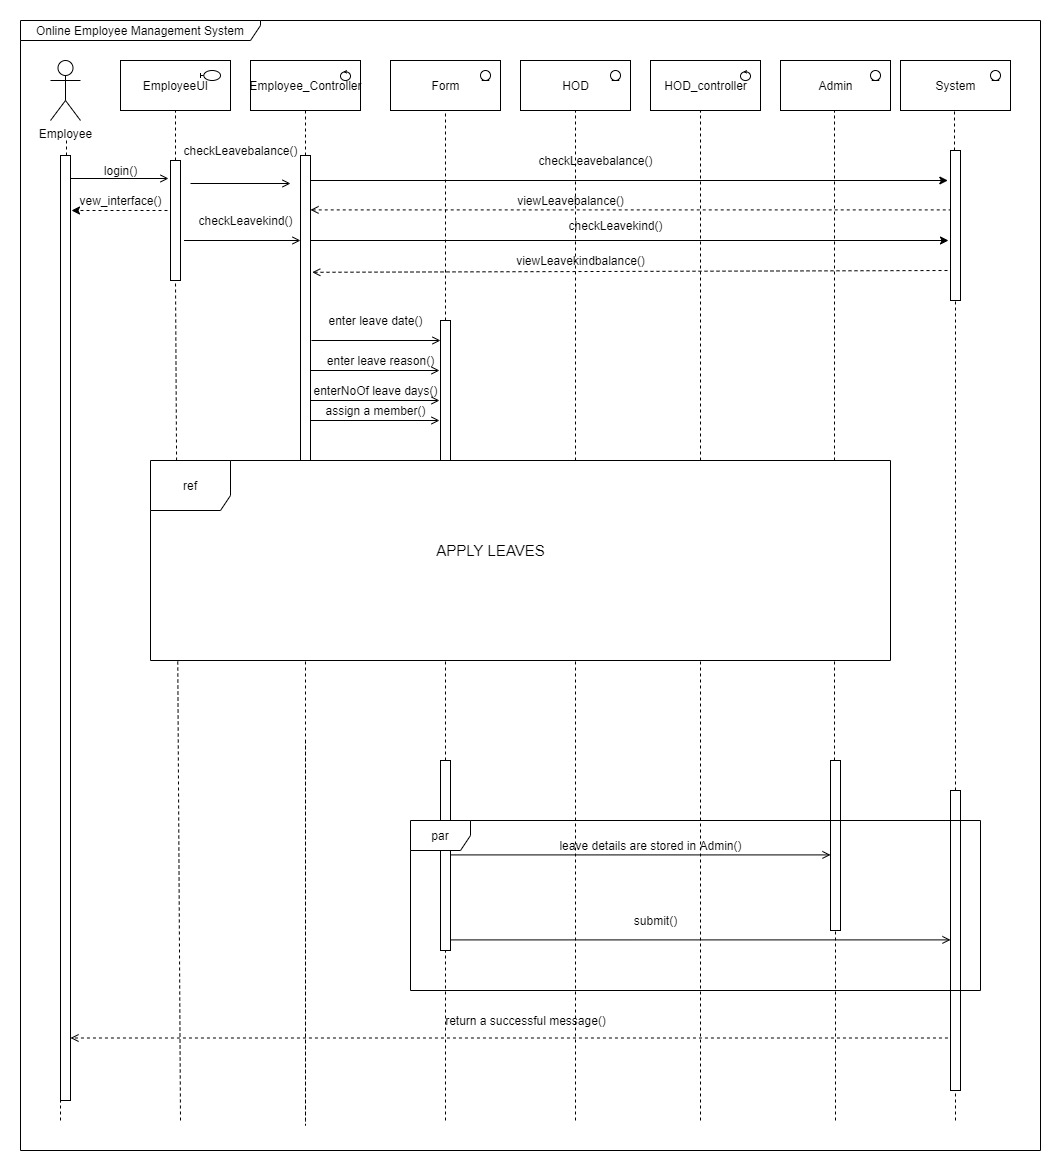 Online Employee Management System
Employee
EmployeeUI
Employee_Controller
Form
HOD
HOD_controller
Admin
System
checkLeavebalance()
checkLeavebalance()
login()
vew_interface()
viewLeavebalance()
checkLeavekind()
checkLeavekind()
viewLeavekindbalance()
enter leave date()
enter leave reason()
enterNoOf leave days()
assign a member()
ref
APPLY LEAVES
par
leave details are stored in Admin()
submit()
return a successful message()